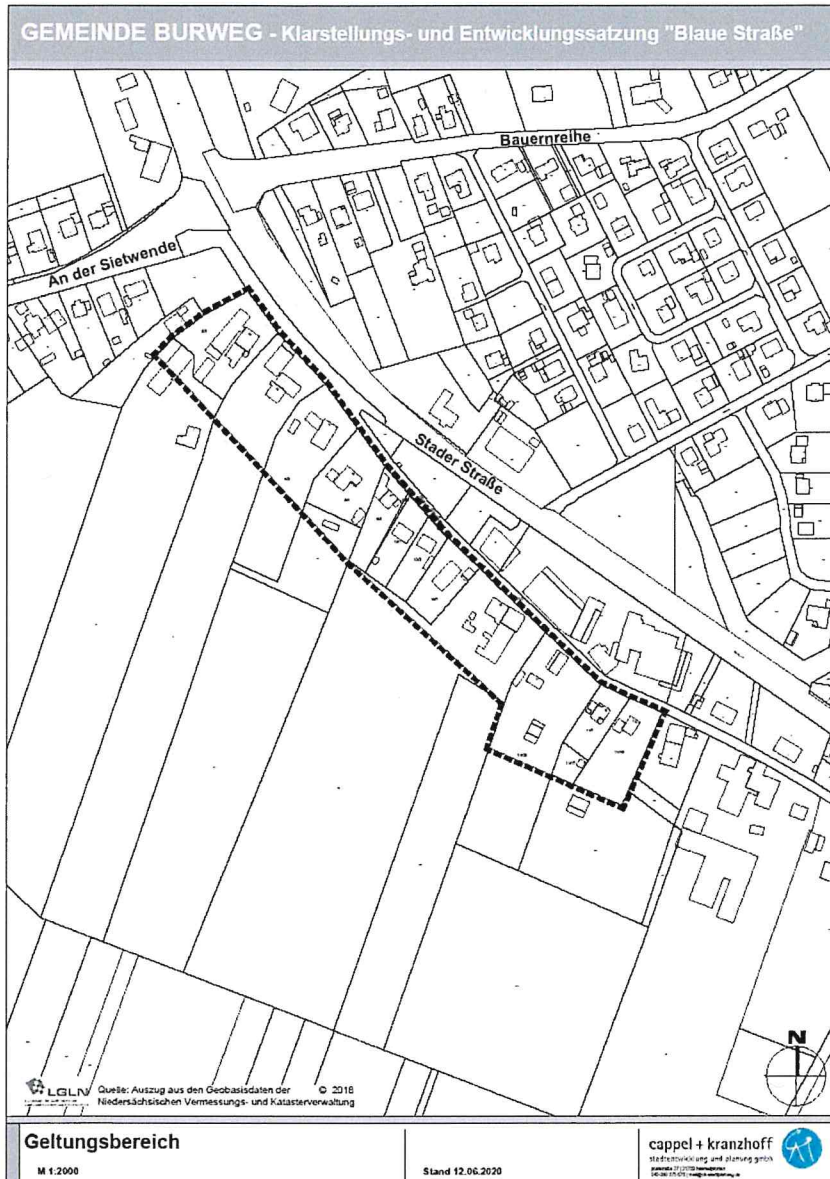 GEMEINDE BURWEG - Klarstellungs- und Entwicklungssatzung "Blaue Straße"
Bauernreihe
An der Sietwende
Stader Straße
N
LGLN
Quelle: Auszug aus den Geobasisdaten der © 2018
Niedersächsischen Vermessungs- und Katasterverwaltung
Geltungsbereich
M 1:2000
Stand 12.06.2020
cappel + kranzhoff
stadtentwicklung und planung gmbh